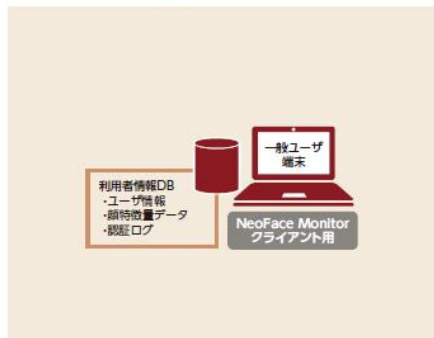 一般ユーザ
端末
利用者情報DB
・ユーザ情報
・顔特徴量データ
・認証ログ
NeoFace Monitor
クライアント用